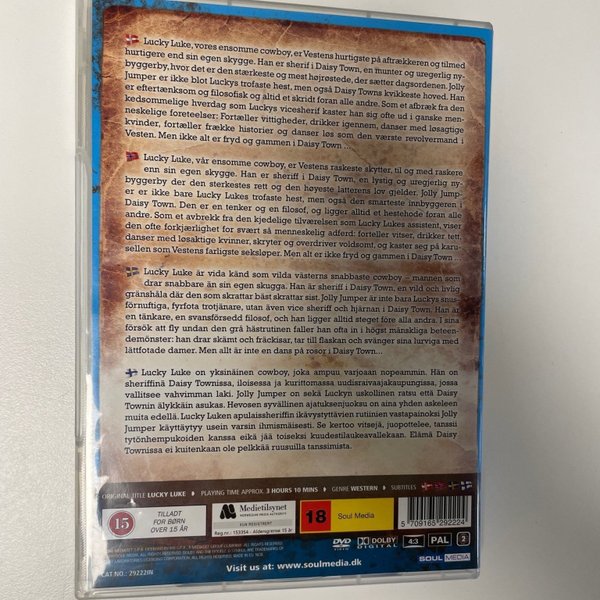 Lucky Luke, vores ensomme cowboy, er Vestens hurtigste på aftrækkeren og tilmed
hurtigere end sin egen skygge. Han er sherif i Daisy Town, en munter og uregerlig ny-
byggerby, hvor det er den stærkeste og mest højrøstede, der sætter dagsordenen. Jolly
Jumper er ikke blot Luckys trofaste hest, men også Daisy Towns kvikkeste hoved. Han
er eftertænksom og filosofisk og altid et skridt foran alle andre. Som et afbræk fra den
kedsommelige hverdag som Luckys vicesherif kaster han sig ofte ud i ganske men-
neskelige foreteelser: Fortæller vittigheder, drikker igennem, danser med løsagtige
kvinder, fortæller frække historier og danser løs som den værste revolvermand i
Vesten. Men ikke alt er fryd og gammen i Daisy Town ...
Lucky Luke, vår ensomme cowboy, er Vestens raskeste skytter, til og med raskere
enn sin egen skygge. Han er sheriff i Daisy Town, en lystig og uregjerlig ny-
byggerby der den sterkestes rett og den høyeste latterens lov gjelder. Jolly Jump-
er er ikke bare Lucky Lukes trofaste hest, men også den smarteste innbyggeren i
Daisy Town. Den er en tenker og en filosof, og ligger alltid et hestehode foran alle
andre. Som et avbrekk fra den kjedelige tilværelsen som Luckys assistent, viser
den ofte forkjærlighet for svært så menneskelig adferd: forteller vitser, drikker tett,
danser med løsaktige kvinner, skryter og overdriver voldsomt, og kaster seg på karu-
sellen som Vestens farligste seksløper. Men ikke alt er fryd og gammen i Daisy Town ...
Lucky Luke är vida känd som vilda västerns snabbaste cowboy – mannen som
drar snabbare än sin egen skugga. Han är sheriff i Daisy Town, en vild och livlig
gränshåla där den som skrattar bäst skrattar sist. Jolly Jumper är inte bara Luckys snus-
förnuftiga, fyrfota trotjänare, utan även vice sheriff och hjärnan i Daisy Town. Han är
en tänkare, en svansförsedd filosof, och han ligger alltid steget före alla andra. I sina
försök att fly undan den grå hästrutinen faller han ofta in i högst mänskliga beteen-
demönster: han drar skämt och fräckisar, tar till flaskan och svänger sina lurviga med
lättfotade damer. Men allt är inte en dans på rosor i Daisy Town...
Lucky Luke on yksinäinen cowboy, joka ampuu varjoaan nopeammin. Hän on
sheriffinä Daisy Townissa, iloisessa ja kurittomassa uudisraivaajakaupungissa, jossa
vallitsee vahvimman laki. Jolly Jumper on sekä Luckyn uskollinen ratsu että Daisy
Townin älykkäin asukas. Hevosen syvällinen ajatuksenjuoksu on aina yhden askeleen
muita edellä. Lucky Luken apulaissheriffin ikävystyttävien rutiinien vastapainoksi Jolly
Jumper käyttäytyy usein varsin ihmismäisesti. Se kertoo vitsejä, juopottelee, tanssii
tyttöenhempukoiden kanssa eikä jää toiseksi kuudestilaukeavallekaan. Elämä Daisy
Townissa ei kuitenkaan ole pelkkää ruusuilla tanssimista.
ORIGINAL TITLE LUCKY LUKE PLAYING TIME APPROX. 3 HOURS 10 MINS GENRE WESTERN SUBTITLES
15
TILLADT
FOR BØRN
OVER 15 ÅR
Medietilsynet
NORWEGIAN MEDIA AUTHORITY
EGN REGISTRERT
Reg.nr.: 153354 - Aldersgrense 15 år
18 Soul Media
5 709165 292224
DVD VIDEO
DOLBY DIGITAL
4:3
PAL
2
SOUL MEDIA
Visit us at: www.soulmedia.dk
CAT NO.: 29222IN